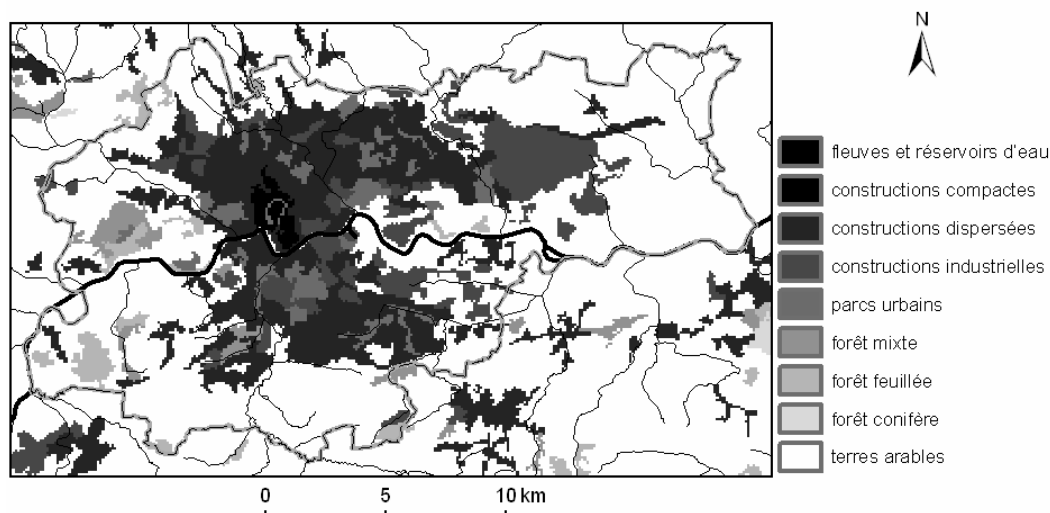 N
fleuves et réservoirs d'eau
constructions compactes
constructions dispersées
constructions industrielles
parcs urbains
forêt mixte
forêt feuillée
forêt conifère
terres arables
0 5 10 km